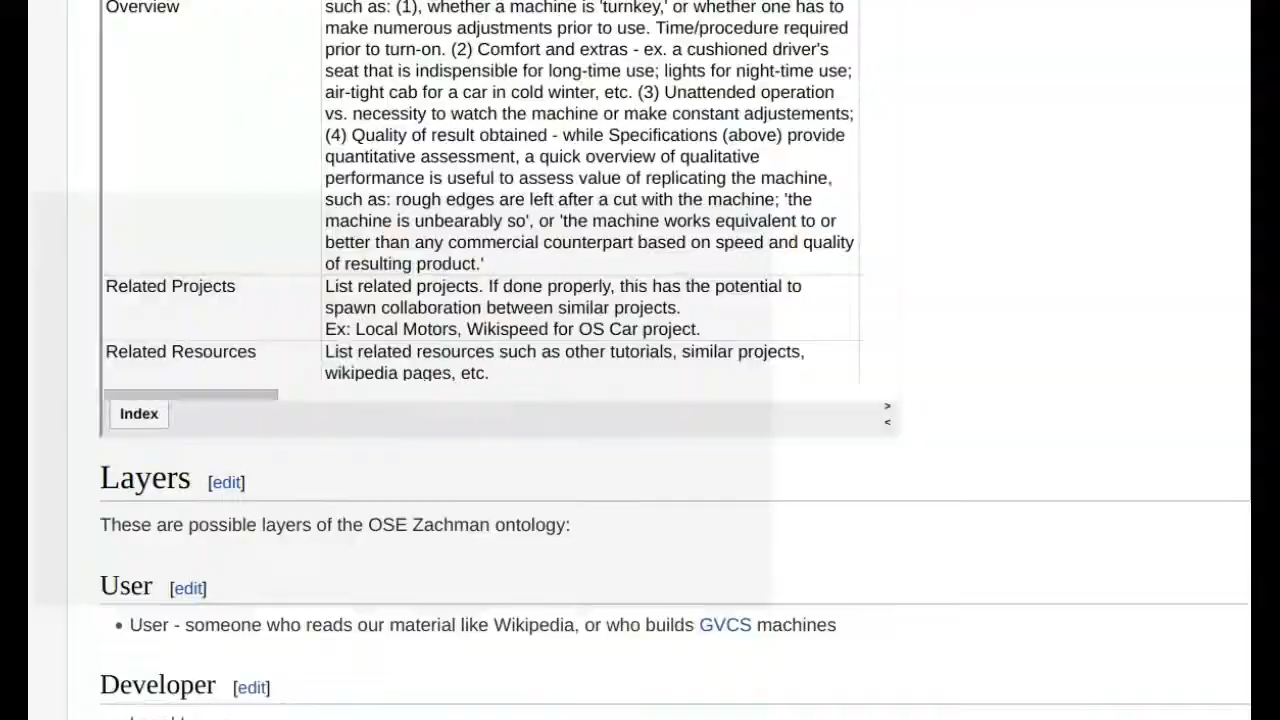 Overview
such as: (1), whether a machine is 'turnkey,' or whether one has to
make numerous adjustments prior to use. Time/procedure required
prior to turn-on. (2) Comfort and extras - ex. a cushioned driver's
seat that is indispensible for long-time use; lights for night-time use;
air-tight cab for a car in cold winter, etc. (3) Unattended operation
vs. necessity to watch the machine or make constant adjustements;
(4) Quality of result obtained - while Specifications (above) provide
quantitative assessment, a quick overview of qualitative
performance is useful to assess value of replicating the machine,
such as: rough edges are left after a cut with the machine; 'the
machine is unbearably so', or 'the machine works equivalent to or
better than any commercial counterpart based on speed and quality
of resulting product.'
Related Projects
List related projects. If done properly, this has the potential to
spawn collaboration between similar projects.
Ex: Local Motors, Wikispeed for OS Car project.
Related Resources
List related resources such as other tutorials, similar projects,
wikipedia pages, etc.
Index
>
<
Layers [edit]
These are possible layers of the OSE Zachman ontology:
User [edit]
• User - someone who reads our material like Wikipedia, or who builds GVCS machines
Developer [edit]